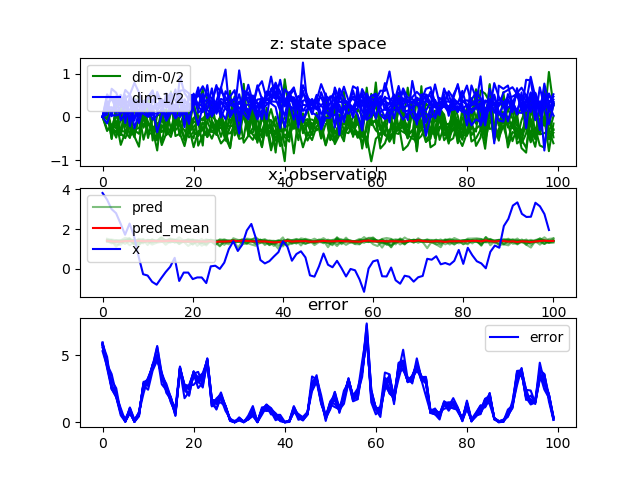 z: state space
1
0
−1
dim-0/2
dim-1/2
0 20 40 60 80 100
x: observation
4
2
0
pred
pred_mean
x
0 20 40 60 80 100
error
5
0
error
0 20 40 60 80 100